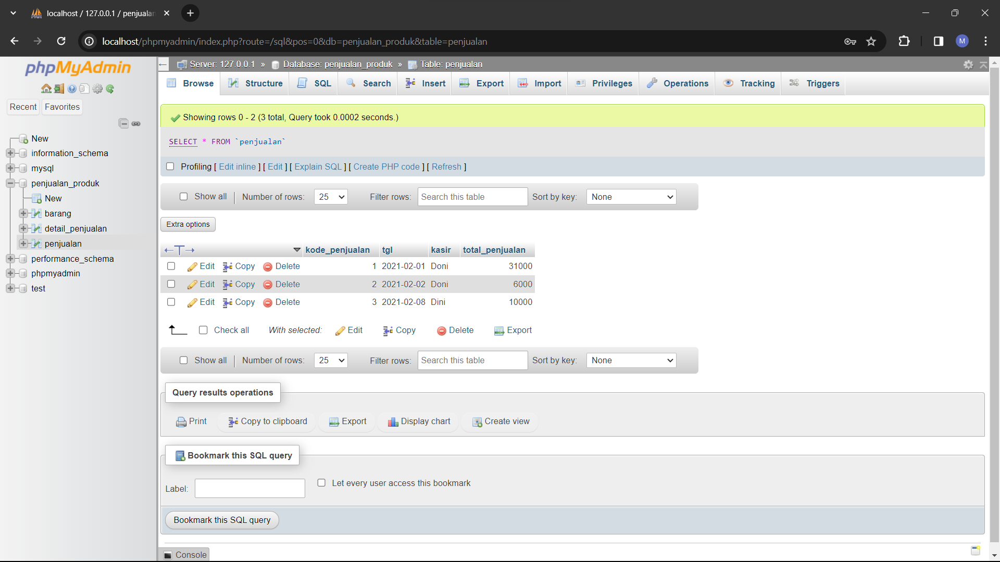 localhost / 127.0.0.1 / penjualan
localhost/phpmyadmin/index.php?route=/sql&pos=0&db=penjualan_produk&table=penjualan
M
phpMyAdmin
Recent
Favorites
New
information_schema
mysql
penjualan_produk
New
barang
detail_penjualan
penjualan
performance_schema
phpmyadmin
test
Server: 127.0.0.1 » Database: penjualan_produk » Table: penjualan
Browse Structure SQL Search Insert Export Import Privileges Operations Tracking Triggers
Showing rows 0 - 2 (3 total, Query took 0.0002 seconds.)
SELECT * FROM `penjualan`
Profiling [ Edit inline ] [ Edit ] [ Explain SQL ] [ Create PHP code ] [ Refresh ]
Show all | Number of rows: 25 Filter rows: Search this table Sort by key: None
Extra options
kode_penjualan tgl kasir total_penjualan
Edit Copy Delete 1 2021-02-01 Doni 31000
Edit Copy Delete 2 2021-02-02 Doni 6000
Edit Copy Delete 3 2021-02-08 Dini 10000
Check all With selected: Edit Copy Delete Export
Show all | Number of rows: 25 Filter rows: Search this table Sort by key: None
Query results operations
Print Copy to clipboard Export Display chart Create view
Bookmark this SQL query
Label: Let every user access this bookmark
Bookmark this SQL query
Console